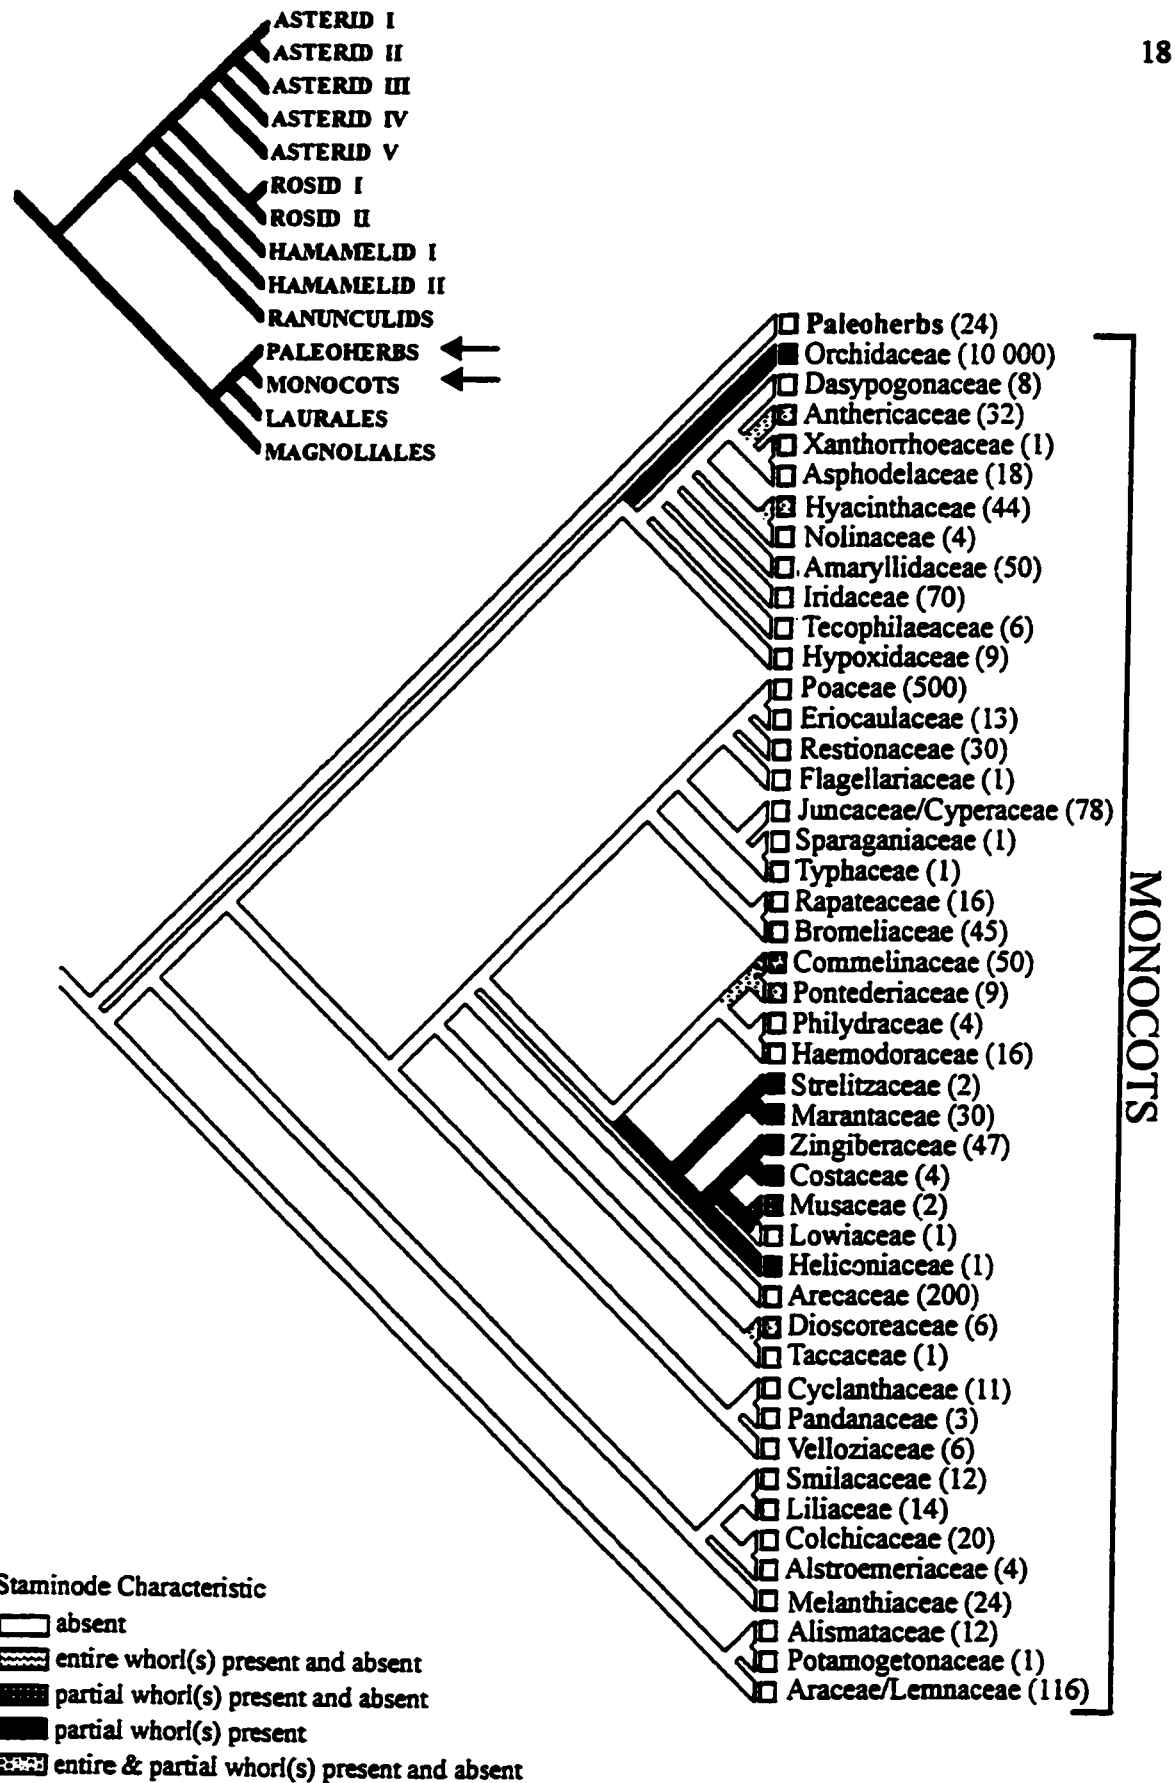 18
ASTERID I
ASTERID II
ASTERID III
ASTERID IV
ASTERID V
ROSID I
ROSID II
HAMAMELID I
HAMAMELID II
RANUNCULIDS
PALEOHERBS
MONOCOTS
LAURALES
MAGNOLIALES
Paleoherbs (24)
Orchidaceae (10 000)
Dasypogonaceae (8)
Anthericaceae (32)
Xanthorrhoeaceae (1)
Asphodelaceae (18)
Hyacinthaceae (44)
Nolinaceae (4)
Amaryllidaceae (50)
Iridaceae (70)
Tecophilaeaceae (6)
Hypoxidaceae (9)
Poaceae (500)
Eriocaulaceae (13)
Restionaceae (30)
Flagellariaceae (1)
Juncaceae/Cyperaceae (78)
Sparaganiaceae (1)
Typhaceae (1)
Rapateaceae (16)
Bromeliaceae (45)
Commelinaceae (50)
Pontederiaceae (9)
Philydraceae (4)
Haemodoraceae (16)
Strelitzaceae (2)
Marantaceae (30)
Zingiberaceae (47)
Costaceae (4)
Musaceae (2)
Lowiaceae (1)
Heliconiaceae (1)
Arecaceae (200)
Dioscoreaceae (6)
Taccaceae (1)
Cyclanthaceae (11)
Pandanaceae (3)
Velloziaceae (6)
Smilacaceae (12)
Liliaceae (14)
Colchicaceae (20)
Alstroemeriaceae (4)
Melanthiaceae (24)
Alismataceae (12)
Potamogetonaceae (1)
Araceae/Lemnaceae (116)
MONOCOTS
Staminode Characteristic
absent
entire whorl(s) present and absent
partial whorl(s) present and absent
partial whorl(s) present
entire & partial whorl(s) present and absent